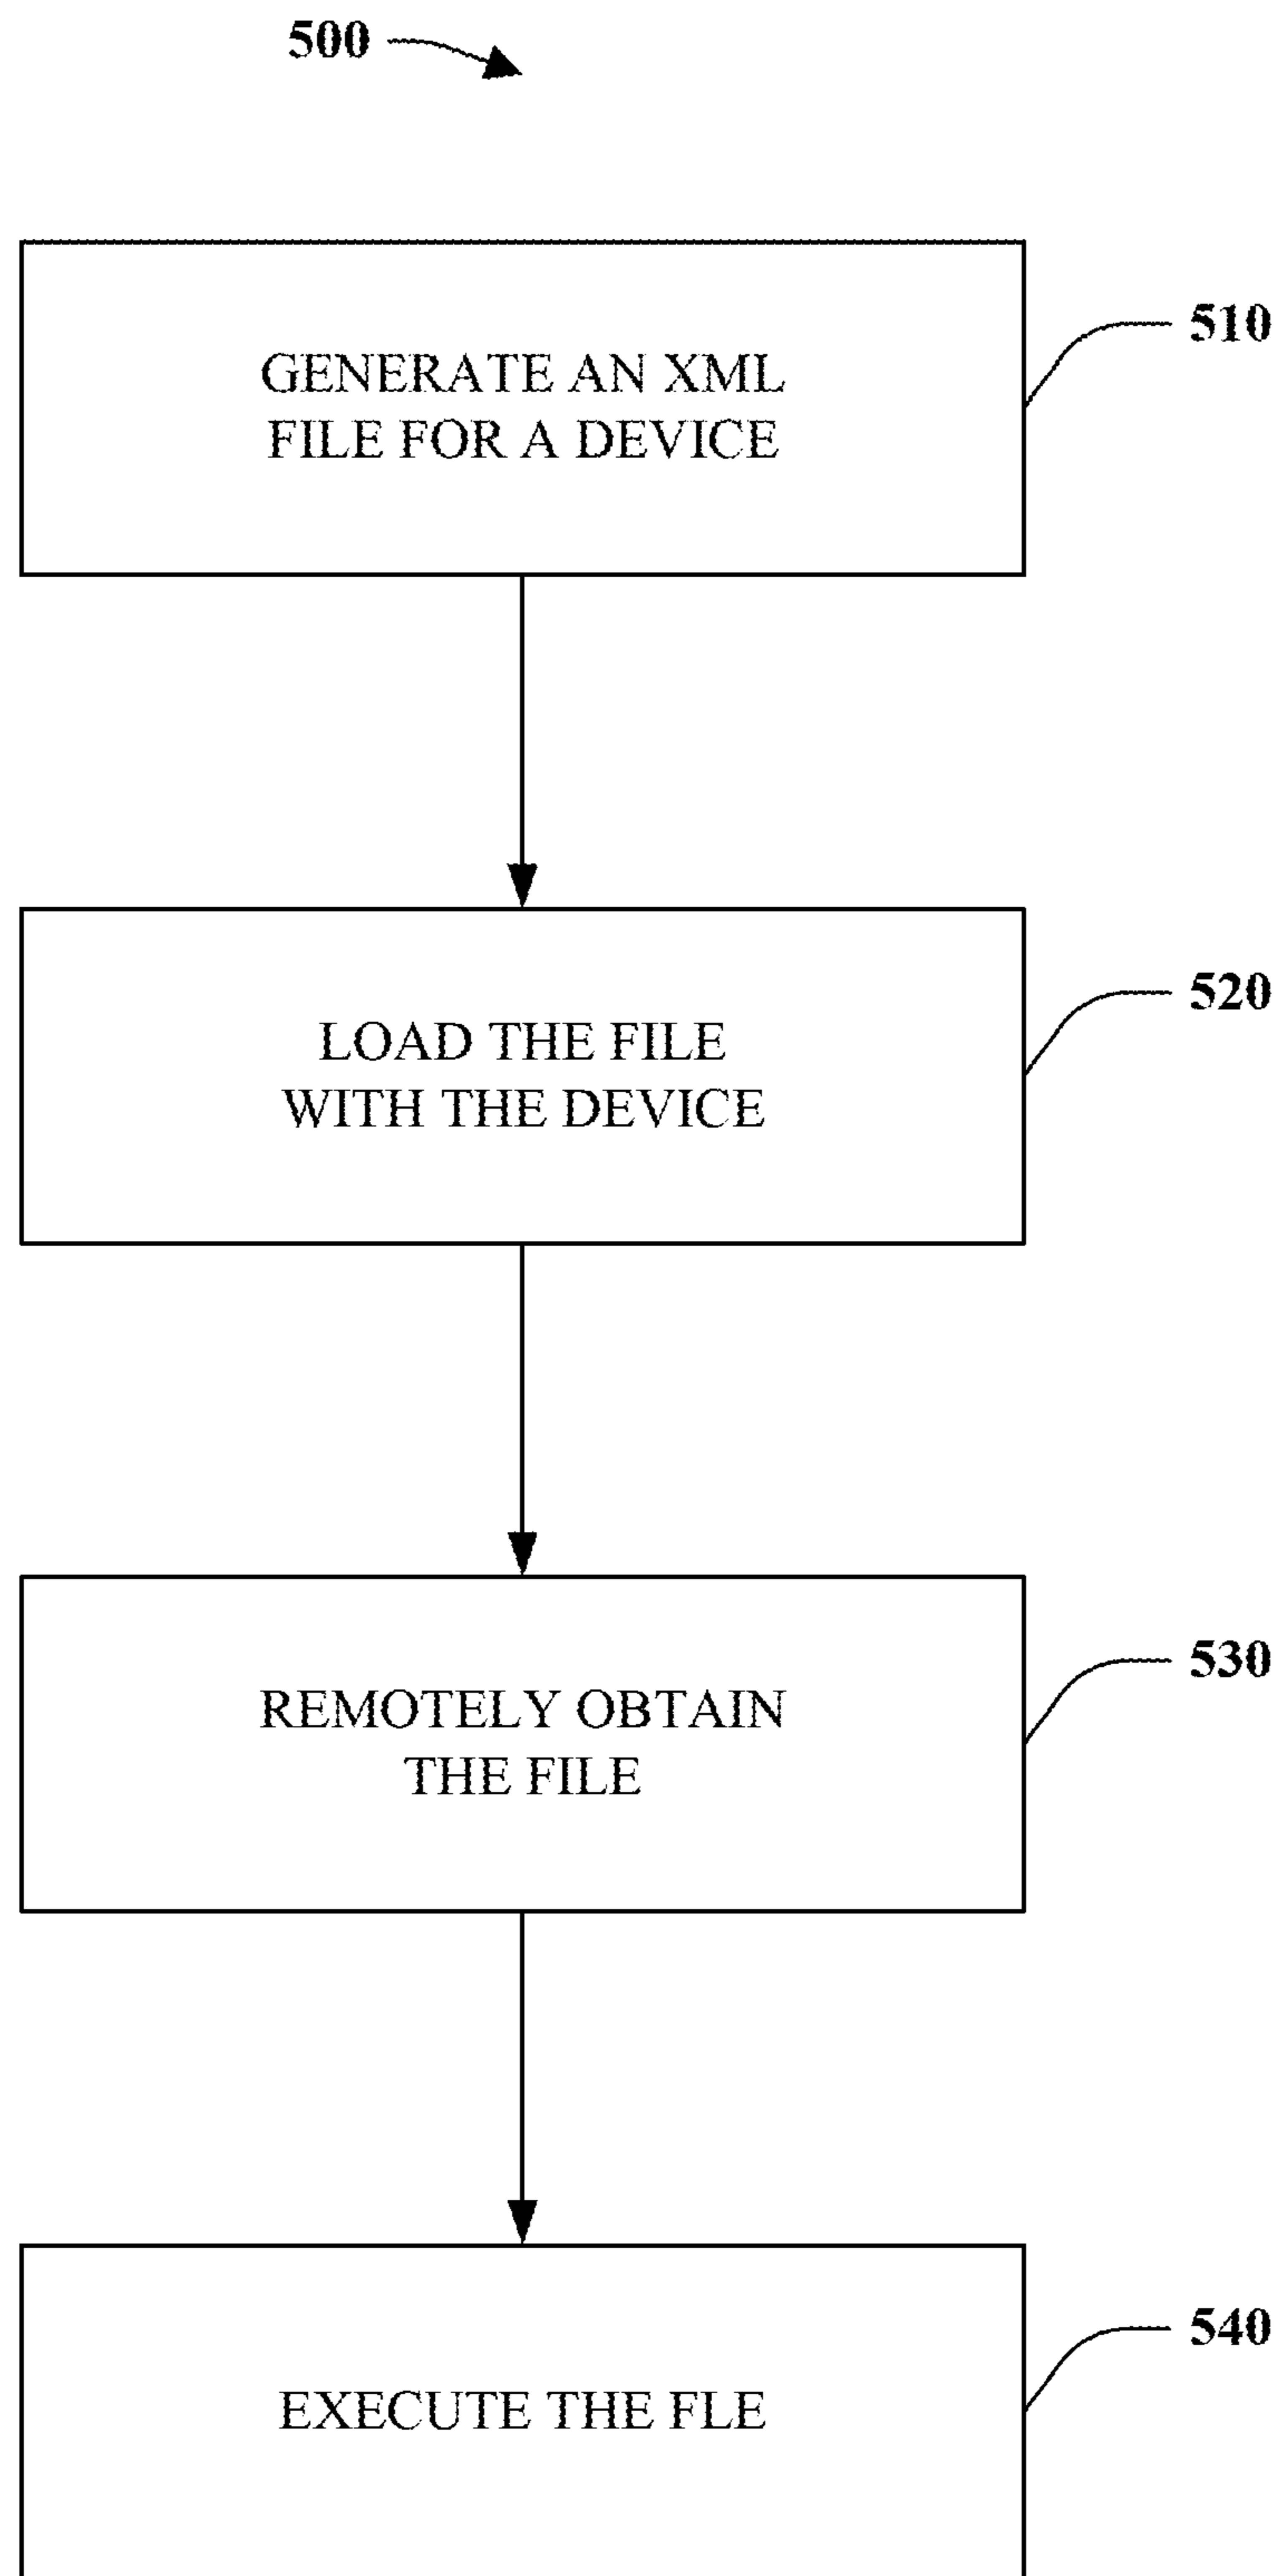 500
GENERATE AN XML
FILE FOR A DEVICE
510
LOAD THE FILE
WITH THE DEVICE
520
REMOTELY OBTAIN
THE FILE
530
EXECUTE THE FLE
540